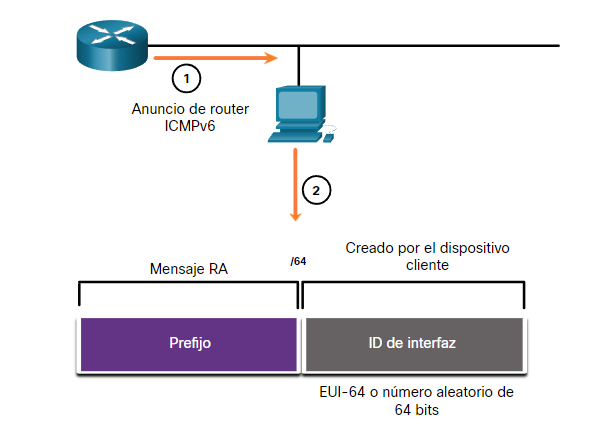 1
Anuncio de router
ICMPv6
2
Mensaje RA
/64
Creado por el dispositivo
cliente
Prefijo
ID de interfaz
EUI-64 o número aleatorio de
64 bits